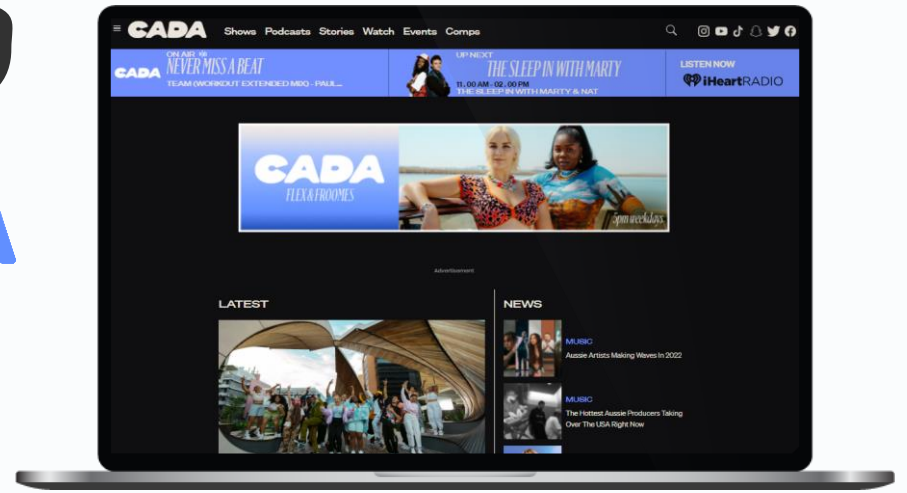 CADA
Shows Podcasts Stories Watch Events Comps
ON AIR
NEVER MISS A BEAT
TEAM (WORKOUT EXTENDED MIX) - PAUL...
CADA
UP NEXT
THE SLEEP IN WITH MARTY
11.00 AM - 02.00 PM
THE SLEEP IN WITH MARTY & NAT
LISTEN NOW
iHeartRADIO
CADA
FLEX & FROOMES
5pm weekdays
Advertisement
LATEST
NEWS
MUSIC
Aussie Artists Making Waves In 2022
MUSIC
The Hottest Aussie Producers Taking
Over The USA Right Now